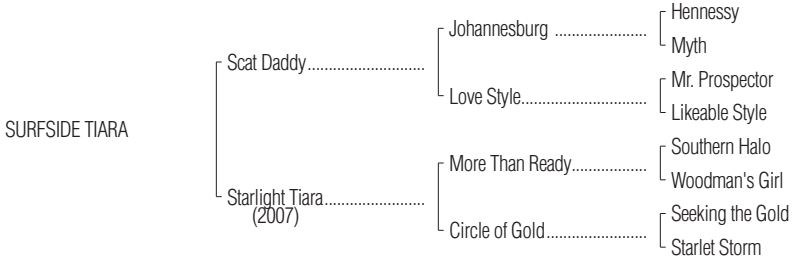 Hennessy
Johannesburg ......................
Myth
Scat Daddy............................
Mr. Prospector
Love Style..............................
Likeable Style
SURFSIDE TIARA
Southern Halo
More Than Ready..................
Woodman's Girl
Starlight Tiara........................
(2007)
Seeking the Gold
Circle of Gold........................
Starlet Storm